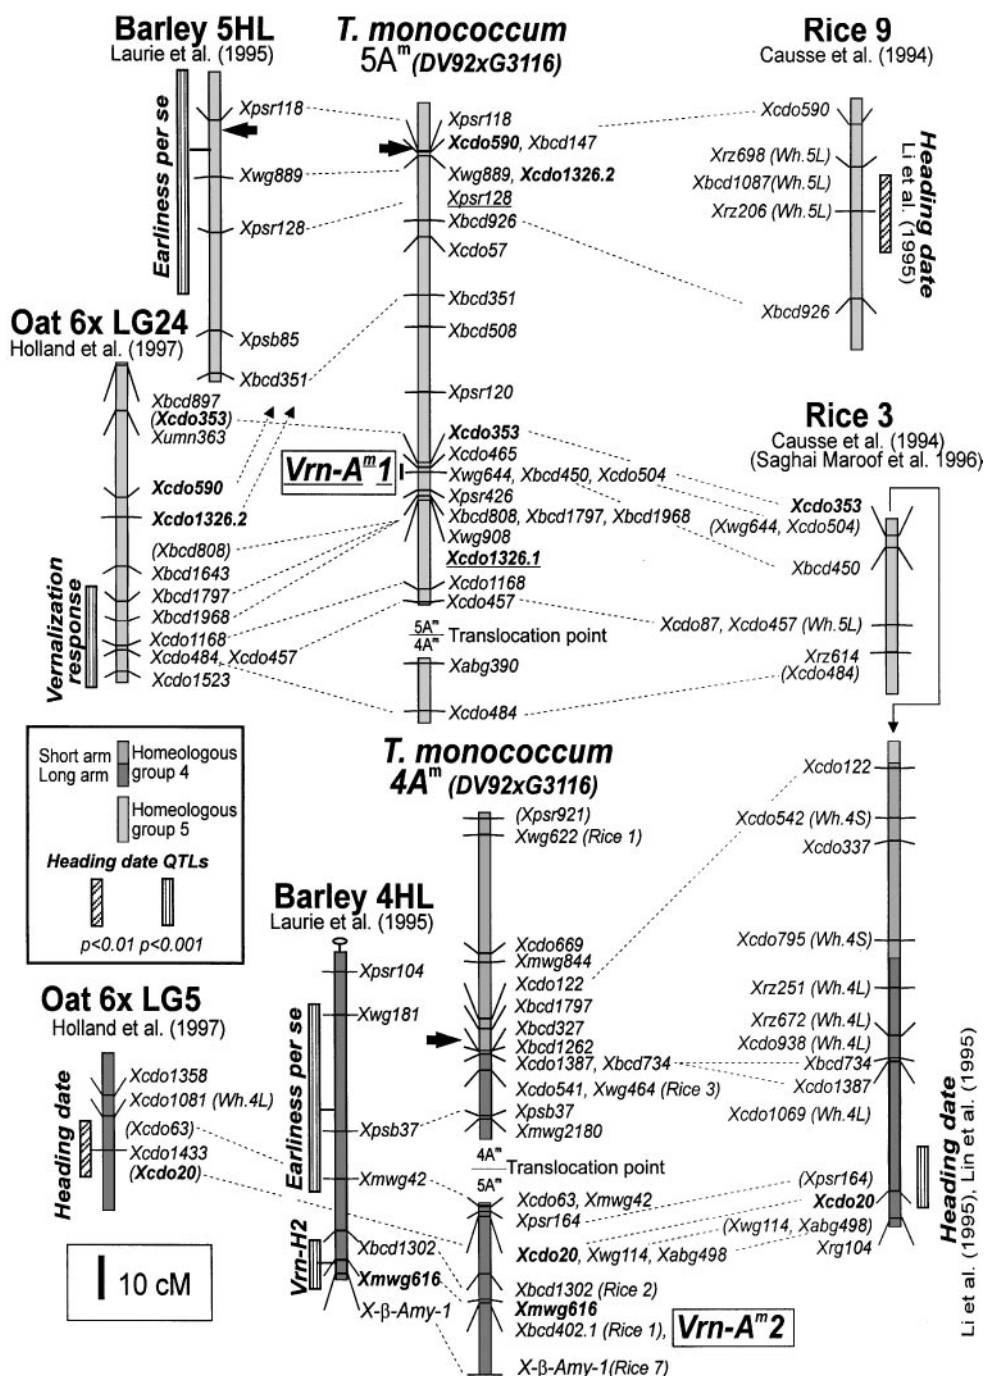 Barley 5HL
Laurie et al. (1995)
Earliness per se
Xpsr118
Xwg889
Xpsr128
Xpsb85
Xbcd351
T. monococcum
5Aᵐ (DV92xG3116)
Xpsr118
Xcdo590, Xbcd147
Xwg889, Xcdo1326.2
Xpsr128
Xbcd926
Xcdo57
Xbcd351
Xbcd508
Xpsr120
Xcdo353
Xcdo465
Vrn-Aᵐ1
Xwg644, Xbcd450, Xcdo504
Xpsr426
Xbcd808, Xbcd1797, Xbcd1968
Xwg908
Xcdo1326.1
Xcdo1168
Xcdo457
5Aᵐ
4Aᵐ
Translocation point
Xabg390
Xcdo484
Rice 9
Causse et al. (1994)
Xcdo590
Xrz698 (Wh.5L)
Xbcd1087(Wh.5L)
Xrz206 (Wh.5L)
Xbcd926
Heading date
Li et al. (1995)
Oat 6x LG24
Holland et al. (1997)
Xbcd897
(Xcdo353)
Xumn363
Xcdo590
Xcdo1326.2
(Xbcd808)
Xbcd1643
Xbcd1797
Xbcd1968
Xcdo1168
Xcdo484, Xcdo457
Xcdo1523
Vernalization
response
Rice 3
Causse et al. (1994)
(Saghai Maroof et al. 1996)
Xcdo353
(Xwg644, Xcdo504)
Xbcd450
Xcdo87, Xcdo457 (Wh.5L)
Xrz614
(Xcdo484)
Xcdo122
Xcdo542 (Wh.4S)
Xcdo337
Xcdo795 (Wh.4S)
Xrz251 (Wh.4L)
Xrz672 (Wh.4L)
Xcdo938 (Wh.4L)
Xbcd734
Xcdo1387
Xcdo1069 (Wh.4L)
(Xpsr164)
Xcdo20
(Xwg114, Xabg498)
Xrg104
Heading date
Li et al. (1995), Lin et al. (1995)
Short arm
Long arm
Homeologous
group 4
Homeologous
group 5
Heading date QTLs
p<0.01 p<0.001
T. monococcum
4Aᵐ (DV92xG3116)
(Xpsr921)
Xwg622 (Rice 1)
Xcdo669
Xmwg844
Xcdo122
Xbcd1797
Xbcd327
Xbcd1262
Xcdo1387, Xbcd734
Xcdo541, Xwg464 (Rice 3)
Xpsb37
Xmwg2180
4Aᵐ
5Aᵐ
Translocation point
Xcdo63, Xmwg42
Xpsr164
Xcdo20, Xwg114, Xabg498
Xbcd1302 (Rice 2)
Xmwg616
Xbcd402.1 (Rice 1), Vrn-Aᵐ2
X-β-Amy-1(Rice 7)
Barley 4HL
Laurie et al. (1995)
Xpsr104
Xwg181
Xpsb37
Xmwg42
Xbcd1302
Xmwg616
X-β-Amy-1
Earliness per se
Vrn-H2
Oat 6x LG5
Holland et al. (1997)
Xcdo1358
Xcdo1081 (Wh.4L)
(Xcdo63)
Xcdo1433
(Xcdo20)
Heading date
10 cM